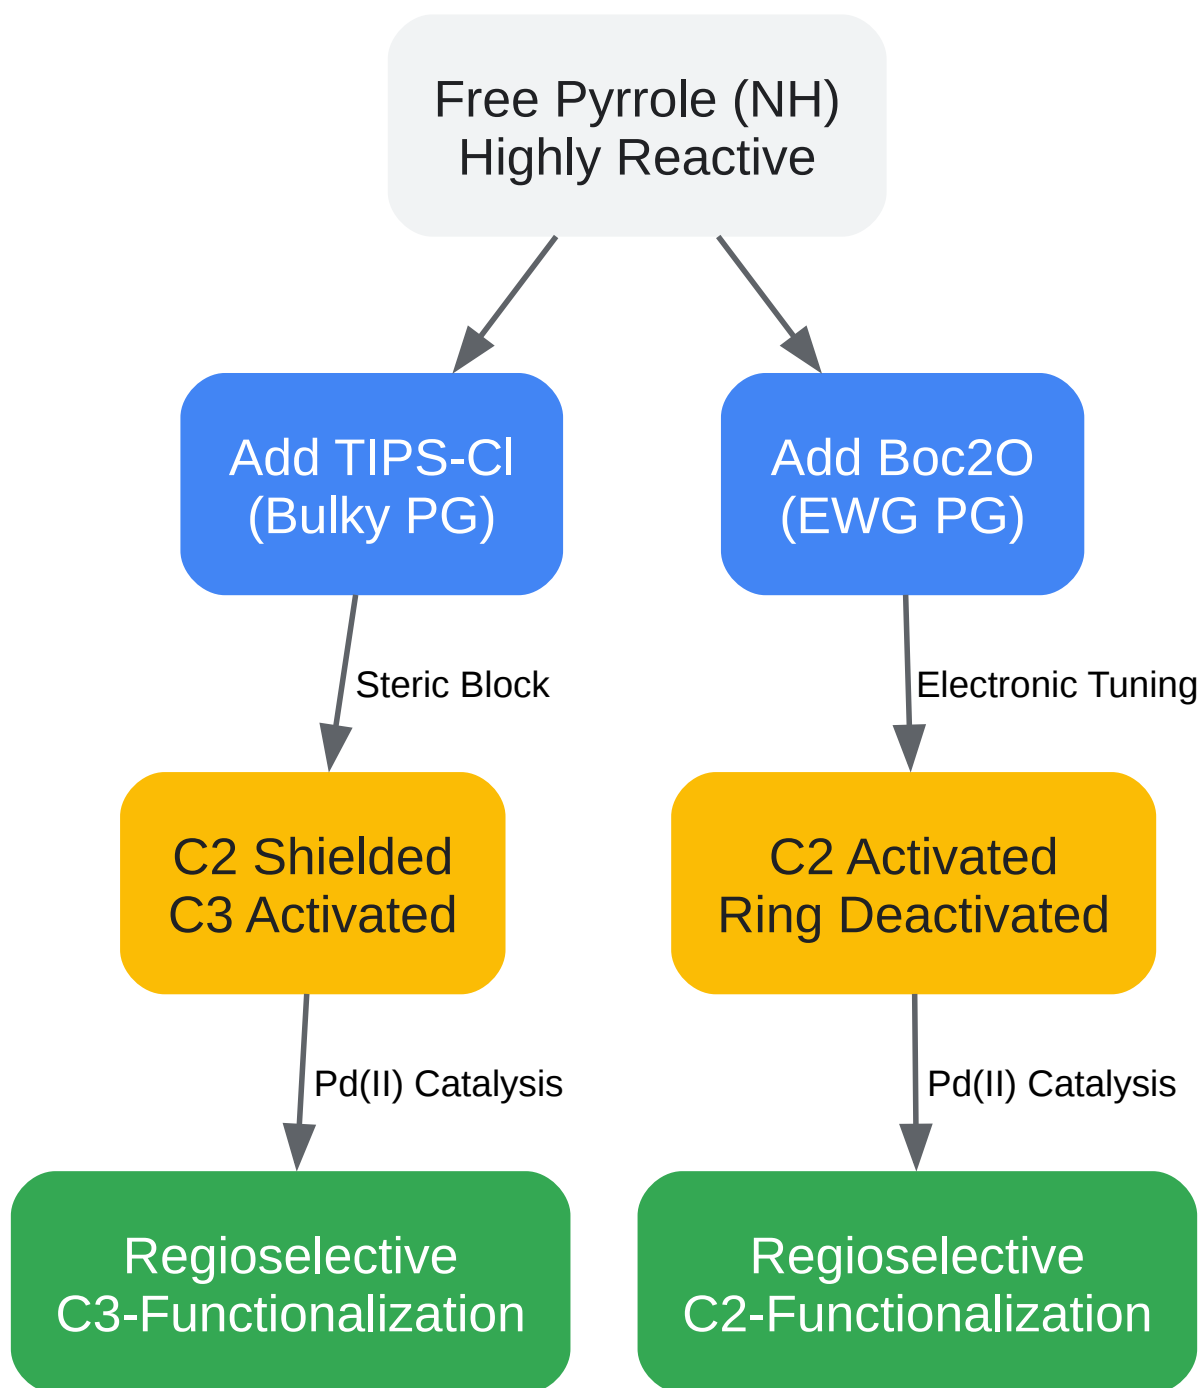 Free Pyrrole (NH)
Highly Reactive
Add TIPS-Cl
(Bulky PG)
Add Boc2O
(EWG PG)
Steric Block
Electronic Tuning
C2 Shielded
C3 Activated
C2 Activated
Ring Deactivated
Pd(II) Catalysis
Pd(II) Catalysis
Regioselective
C3-Functionalization
Regioselective
C2-Functionalization